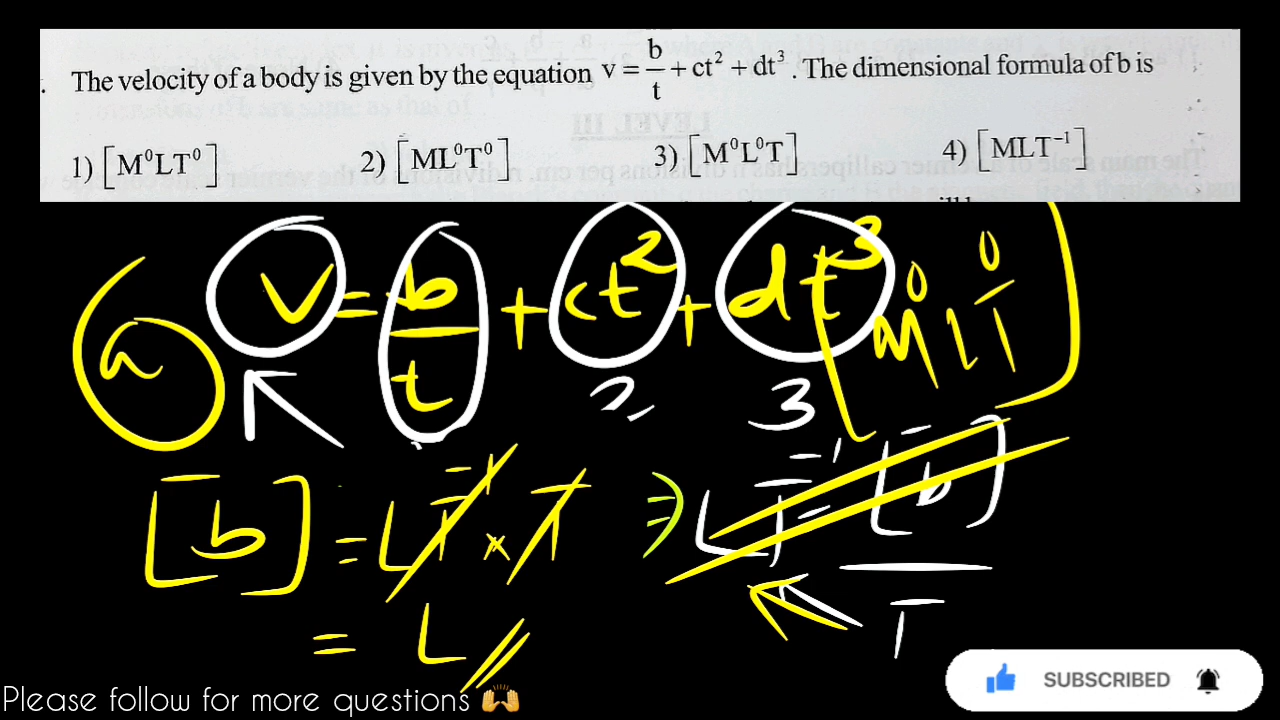 The velocity of a body is given by the equation v = b/t + ct² + dt³. The dimensional formula of b is
1) [M⁰LT⁰] 2) [ML⁰T⁰] 3) [M⁰L⁰T] 4) [MLT⁻¹]
a v = b/t + ct² + dt³ [M⁰LT⁰]
2 3
[b] = LT⁻¹ × T ⇒ LT⁻¹ = [b]/T
= L
Please follow for more questions 🙌
SUBSCRIBED